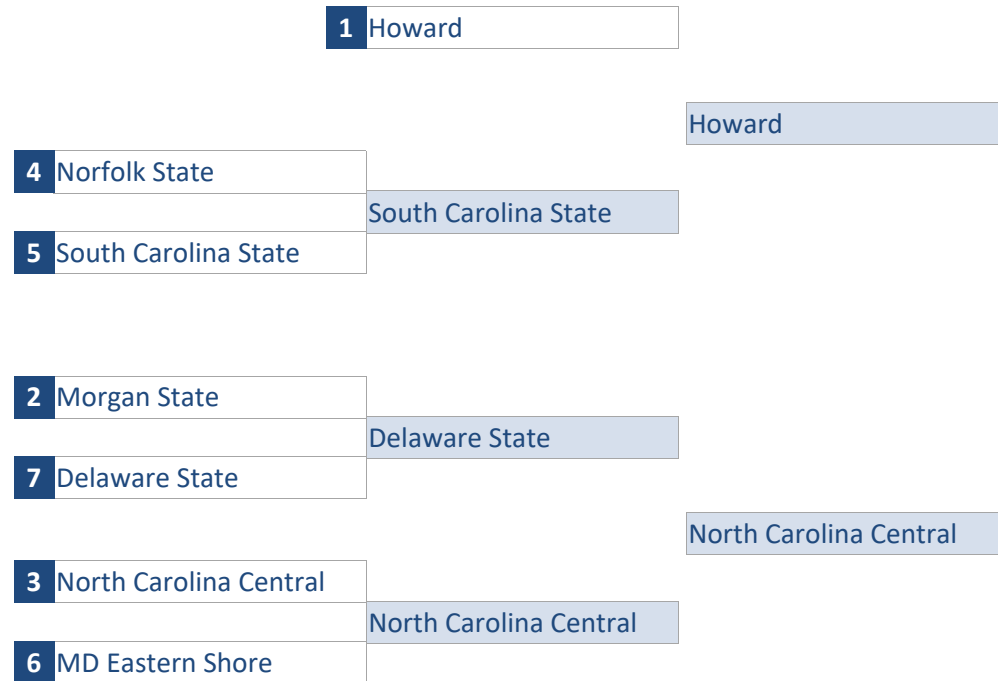 1 Howard
Howard
4 Norfolk State
South Carolina State
5 South Carolina State
2 Morgan State
Delaware State
7 Delaware State
North Carolina Central
3 North Carolina Central
North Carolina Central
6 MD Eastern Shore